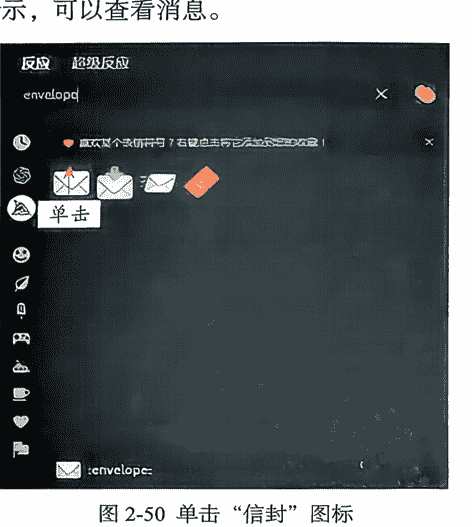 示，可以查看消息。
反应 超级反应
envelope
单击
:envelope:
图 2-50 单击“信封”图标